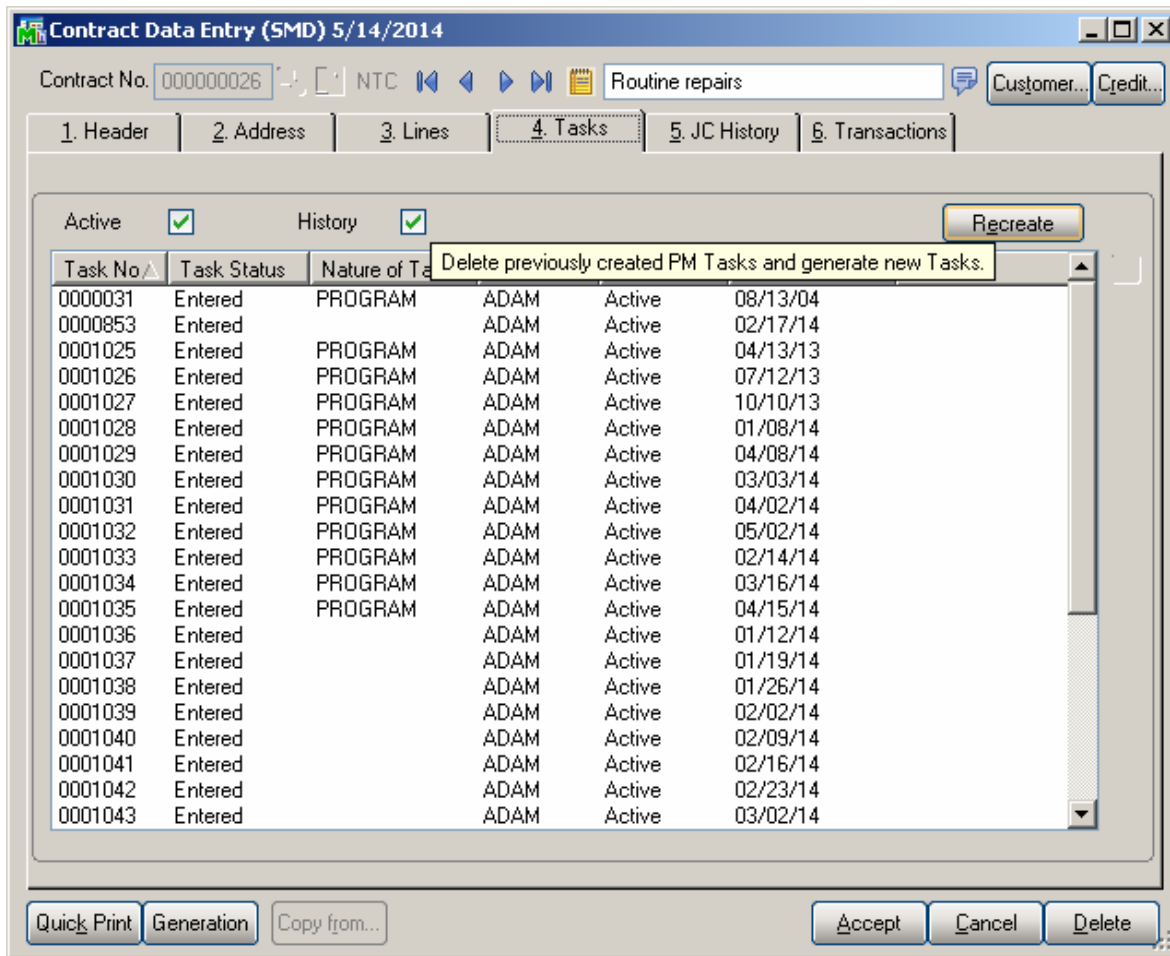 Contract Data Entry (SMD) 5/14/2014
Contract No. 000000026 NTC Routine repairs Customer... Credit...
1. Header 2. Address 3. Lines 4. Tasks 5. JC History 6. Transactions
Active History Recreate
Task No Task Status Nature of Ta Delete previously created PM Tasks and generate new Tasks.
0000031 Entered PROGRAM ADAM Active 08/13/04
0000853 Entered ADAM Active 02/17/14
0001025 Entered PROGRAM ADAM Active 04/13/13
0001026 Entered PROGRAM ADAM Active 07/12/13
0001027 Entered PROGRAM ADAM Active 10/10/13
0001028 Entered PROGRAM ADAM Active 01/08/14
0001029 Entered PROGRAM ADAM Active 04/08/14
0001030 Entered PROGRAM ADAM Active 03/03/14
0001031 Entered PROGRAM ADAM Active 04/02/14
0001032 Entered PROGRAM ADAM Active 05/02/14
0001033 Entered PROGRAM ADAM Active 02/14/14
0001034 Entered PROGRAM ADAM Active 03/16/14
0001035 Entered PROGRAM ADAM Active 04/15/14
0001036 Entered ADAM Active 01/12/14
0001037 Entered ADAM Active 01/19/14
0001038 Entered ADAM Active 01/26/14
0001039 Entered ADAM Active 02/02/14
0001040 Entered ADAM Active 02/09/14
0001041 Entered ADAM Active 02/16/14
0001042 Entered ADAM Active 02/23/14
0001043 Entered ADAM Active 03/02/14
Quick Print Generation Copy from... Accept Cancel Delete